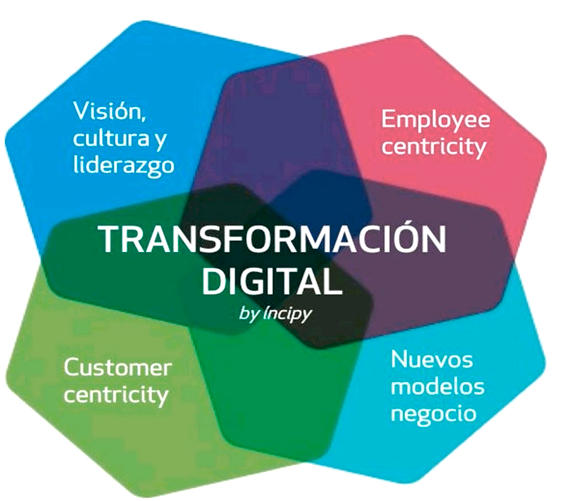 Visión,
cultura y
liderazgo
Employee
centricity
TRANSFORMACIÓN
DIGITAL
by íncipy
Customer
centricity
Nuevos
modelos
negocio